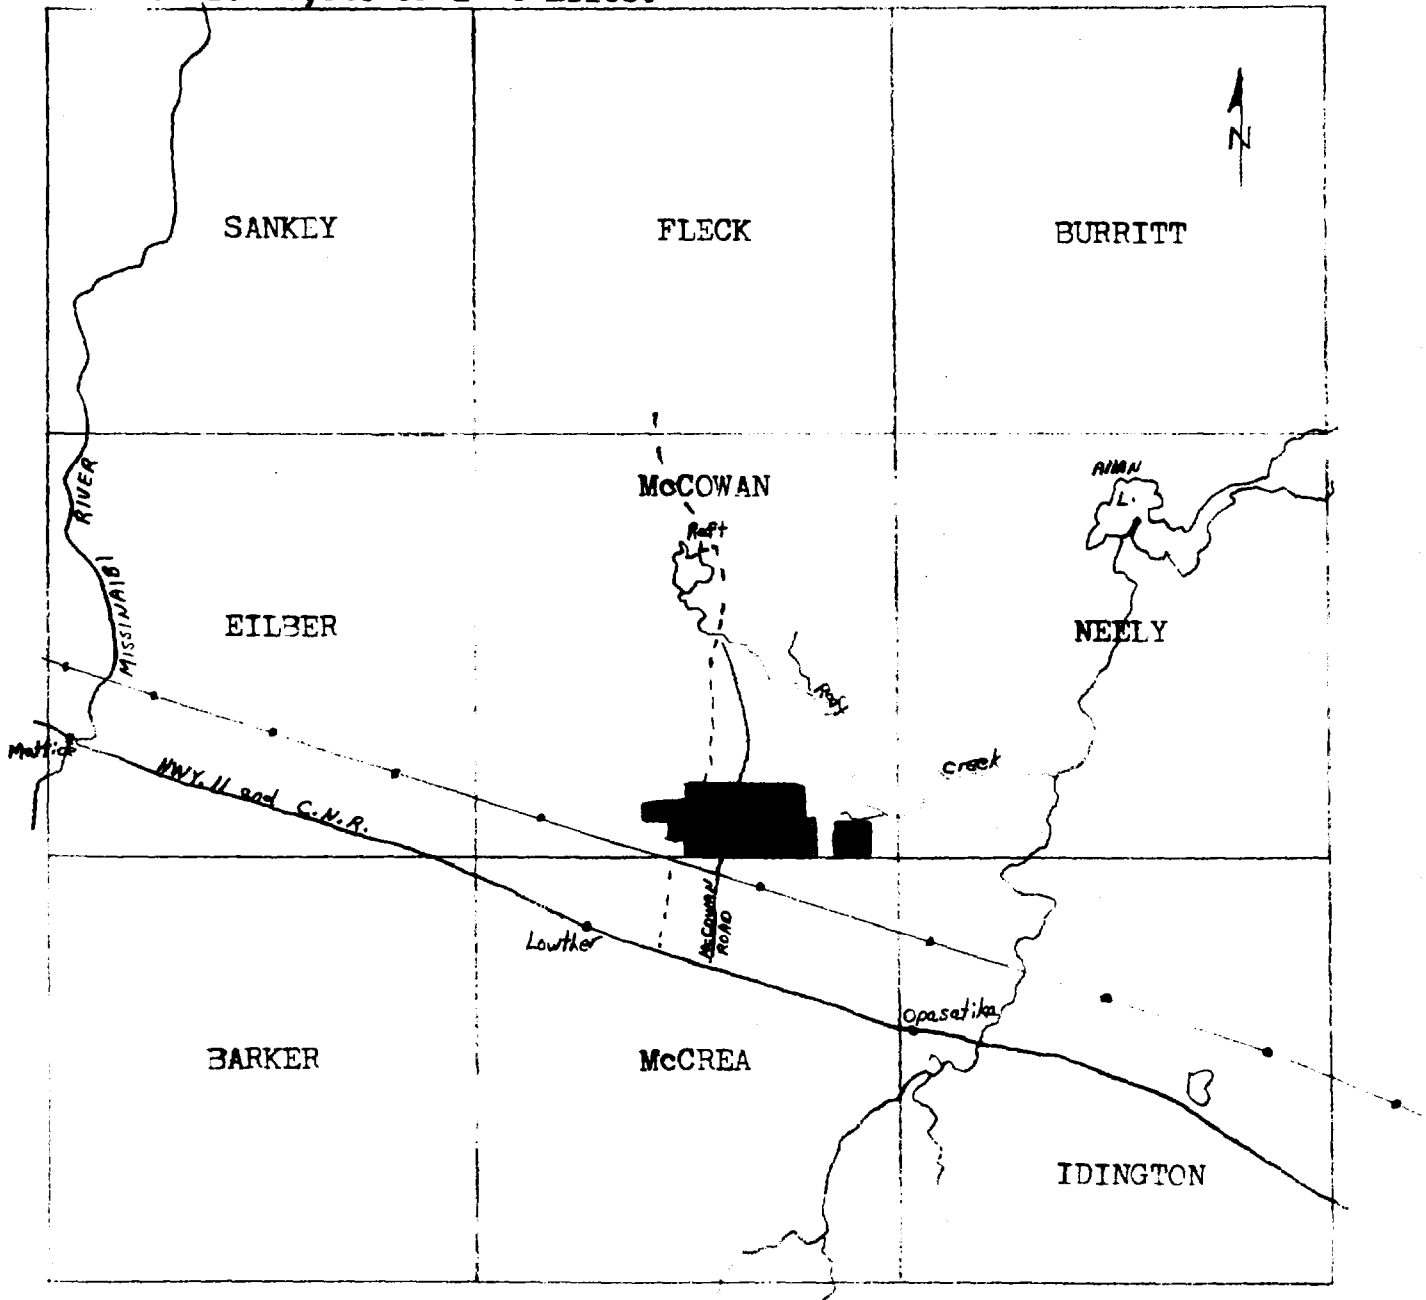 N
SANKEY
FLECK
BURRITT
McCOWAN
Raft
L.
Allan
L.
RIVER
MISSINAIBI
EILBER
NEELY
Raft
creek
Mattice
HWY. 11 and C.N.R.
McCOWAN
ROAD
Lowther
Opasatika
BARKER
McCREA
IDINGTON